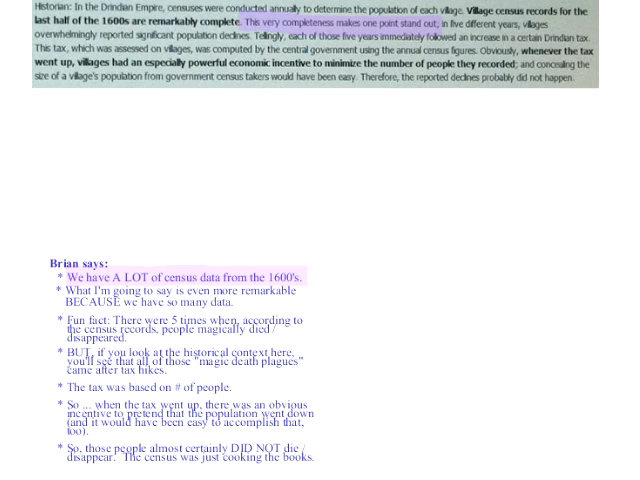 Historian: In the Drindian Empire, censuses were conducted annually to determine the population of each village. Village census records for the
last half of the 1600s are remarkably complete. This very completeness makes one point stand out; in five different years, villages
overwhelmingly reported significant population declines. Tellingly, each of those five years immediately followed an increase in a certain Drindian tax.
This tax, which was assessed on villages, was computed by the central government using the annual census figures. Obviously, whenever the tax
went up, villages had an especially powerful economic incentive to minimize the number of people they recorded; and concealing the
size of a village's population from government census takers would have been easy. Therefore, the reported declines probably did not happen.
Brian says:
* We have A LOT of census data from the 1600's.
* What I'm going to say is even more remarkable
BECAUSE we have so many data.
* Fun fact: There were 5 times when, according to
the census records, people magically died /
disappeared.
* BUT, if you look at the historical context here,
you'll see that all of those "magic death plagues"
came after tax hikes.
* The tax was based on # of people.
* So ... when the tax went up, there was an obvious
incentive to pretend that the population went down
(and it would have been easy to accomplish that,
too).
* So, those people almost certainly DID NOT die /
disappear. The census was just cooking the books.